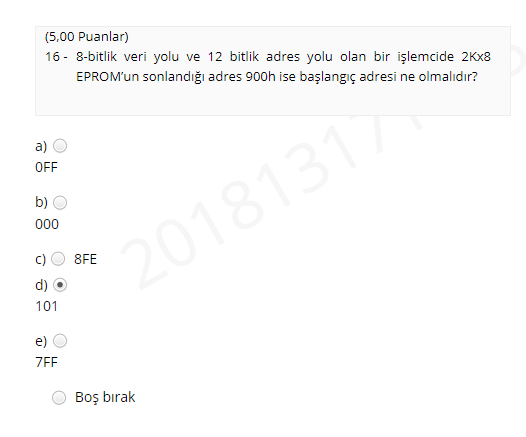 (5,00 Puanlar)
16 - 8-bitlik veri yolu ve 12 bitlik adres yolu olan bir işlemcide 2Kx8
EPROM'un sonlandığı adres 900h ise başlangıç adresi ne olmalıdır?
a)
0FF
b)
000
c) 8FE
d)
101
e)
7FF
Boş bırak